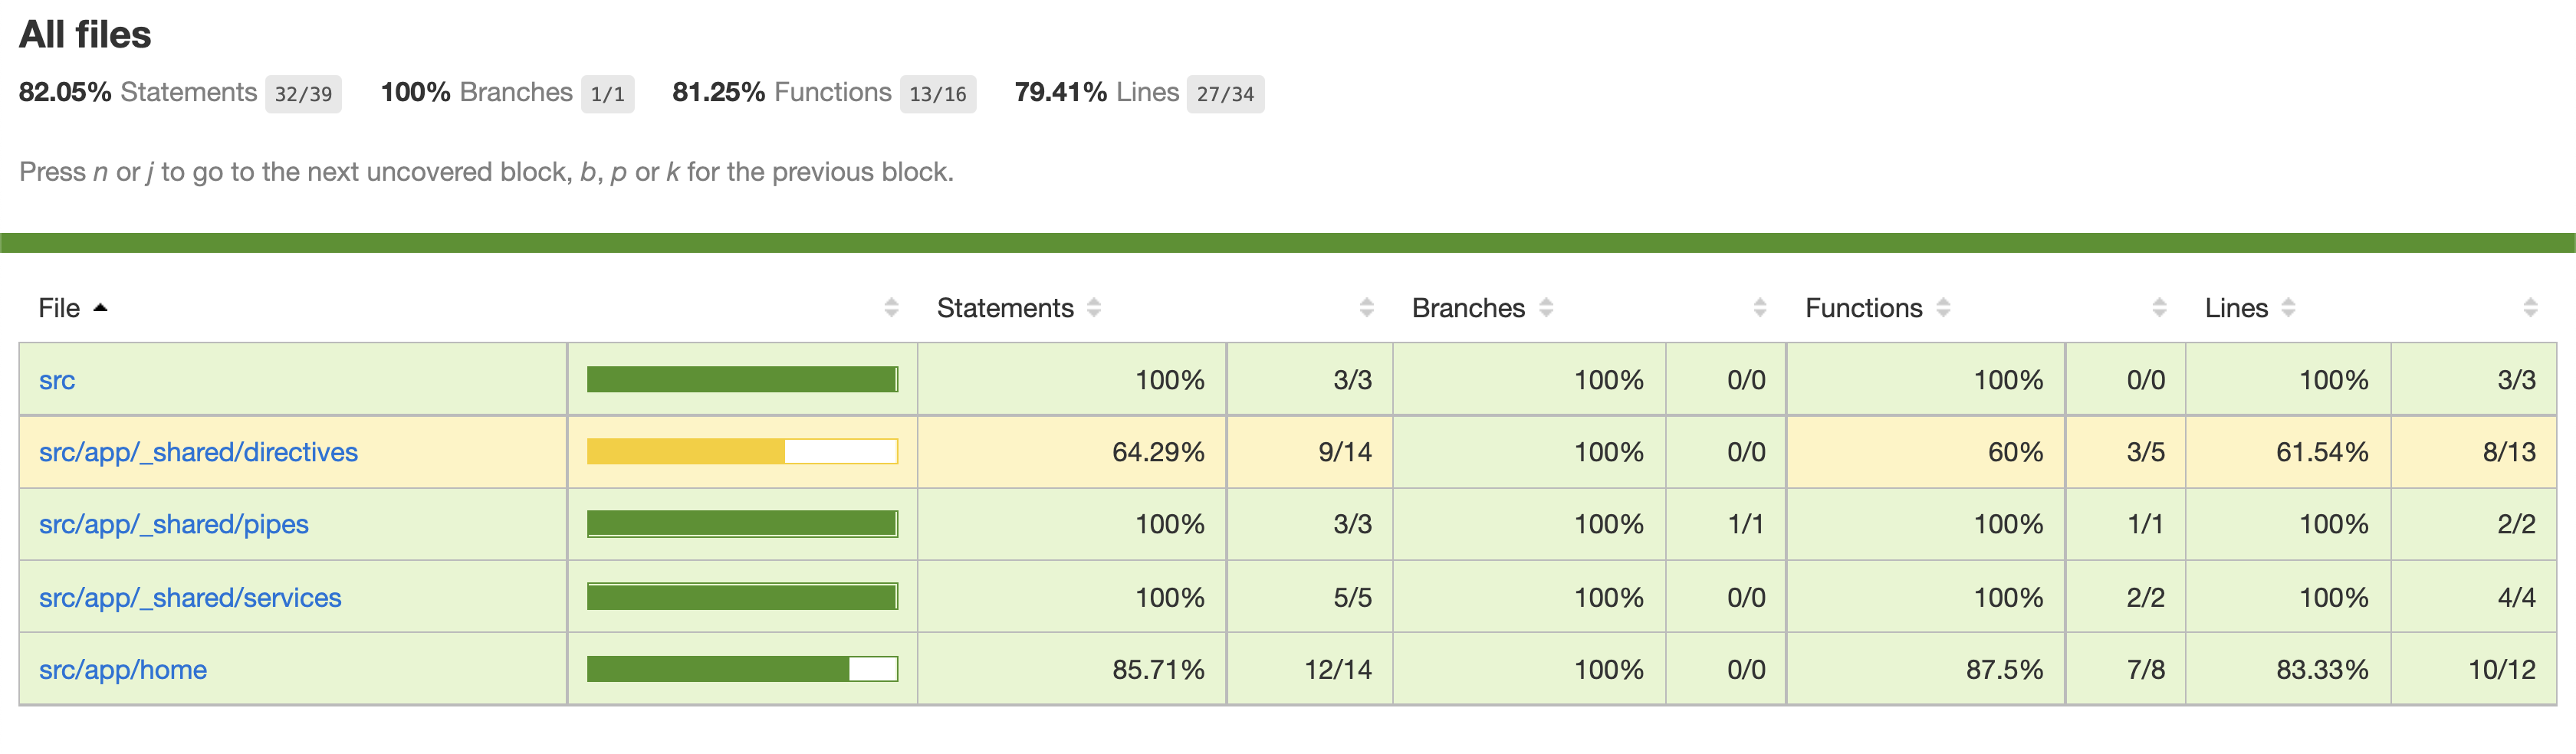 All files
82.05% Statements 32/39 100% Branches 1/1 81.25% Functions 13/16 79.41% Lines 27/34
Press n or j to go to the next uncovered block, b, p or k for the previous block.
File Statements Branches Functions Lines
src 100% 3/3 100% 0/0 100% 0/0 100% 3/3
src/app/_shared/directives 64.29% 9/14 100% 0/0 60% 3/5 61.54% 8/13
src/app/_shared/pipes 100% 3/3 100% 1/1 100% 1/1 100% 2/2
src/app/_shared/services 100% 5/5 100% 0/0 100% 2/2 100% 4/4
src/app/home 85.71% 12/14 100% 0/0 87.5% 7/8 83.33% 10/12